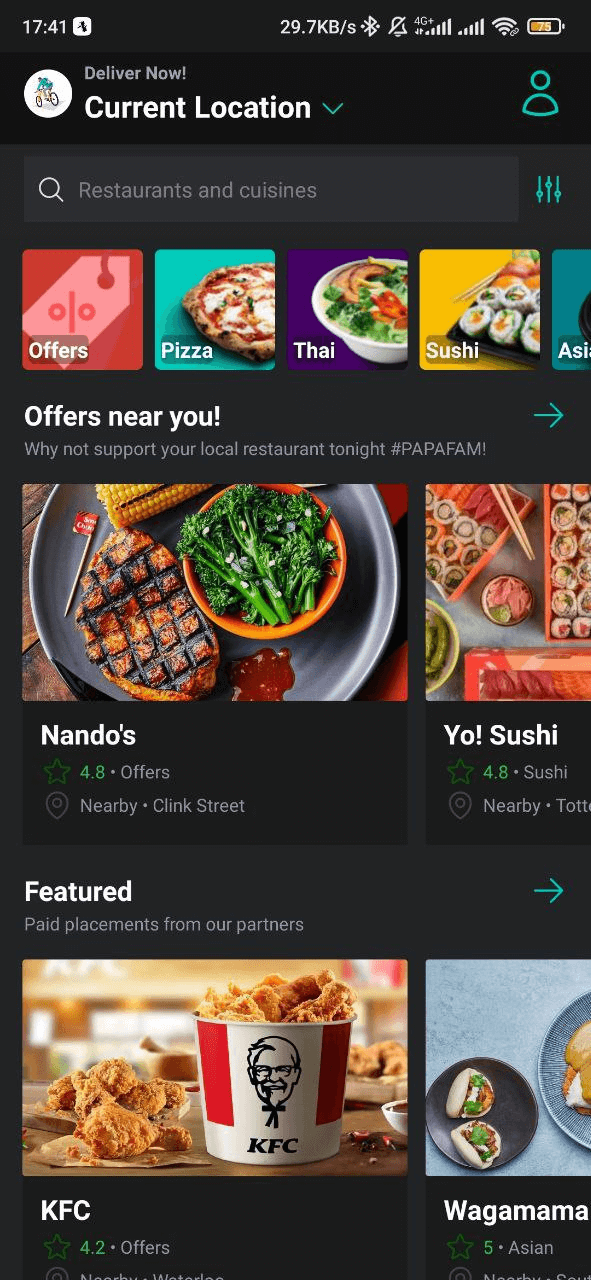 17:41
29.7KB/s
4G+
75
Deliver Now!
Current Location
Restaurants and cuisines
Offers
Pizza
Thai
Sushi
Offers near you!
Why not support your local restaurant tonight #PAPAFAM!
Nando's
4.8 • Offers
Nearby • Clink Street
Yo! Sushi
4.8 • Sushi
Nearby •
Featured
Paid placements from our partners
KFC
KFC
4.2 • Offers
Nearby • Waterloo
Wagamama
5 • Asian
Nearby •